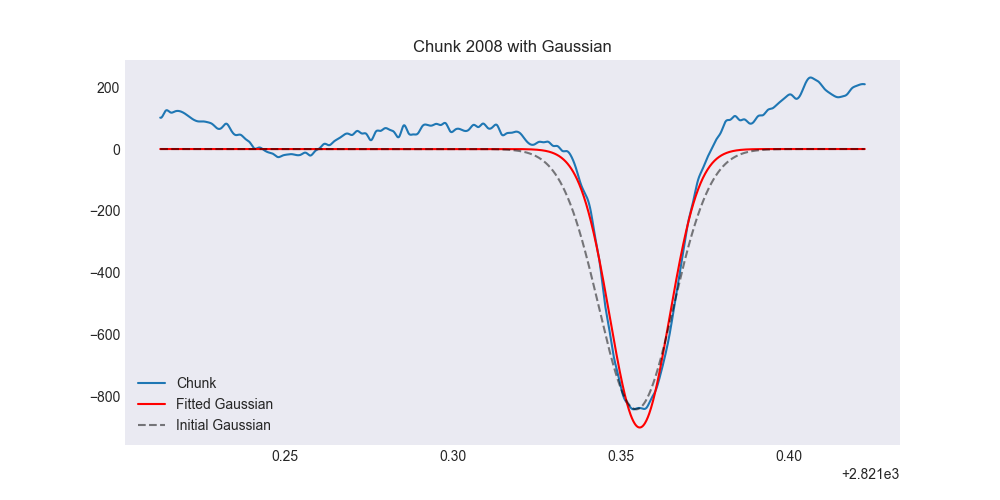 Chunk 2008 with Gaussian
200
0
−200
−400
−600
−800
Chunk
Fitted Gaussian
Initial Gaussian
0.25 0.30 0.35 0.40
+2.821e3